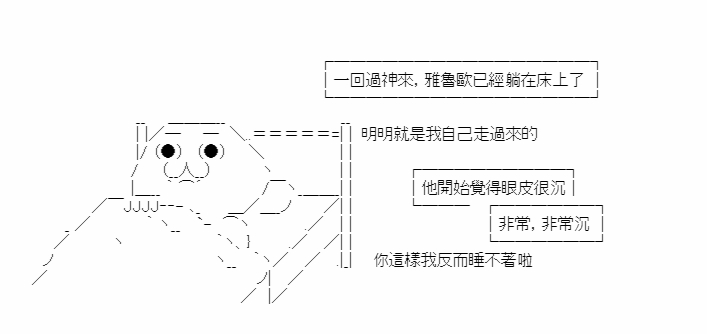 一回過神來, 雅魯歐已經躺在床上了
明明就是我自己走過來的
他開始覺得眼皮很沉
非常, 非常沉
你這樣我反而睡不著啦